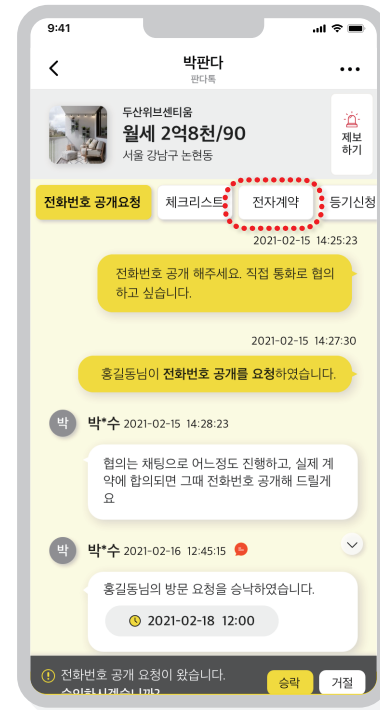 9:41
박판다
판다톡
두산위브센티움
월세 2억8천/90
서울 강남구 논현동
제보
하기
전화번호 공개요청 체크리스트 전자계약 등기신청
2021-02-15 14:25:23
전화번호 공개 해주세요. 직접 통화로 협의
하고 싶습니다.
2021-02-15 14:27:30
홍길동님이 전화번호 공개를 요청하였습니다.
박 박*수 2021-02-15 14:28:23
협의는 채팅으로 어느정도 진행하고, 실제 계
약에 합의되면 그때 전화번호 공개해 드릴게
요
박 박*수 2021-02-16 12:45:15
홍길동님의 방문 요청을 승낙하였습니다.
2021-02-18 12:00
전화번호 공개 요청이 왔습니다.
승인하시겠습니까?
승락 거절